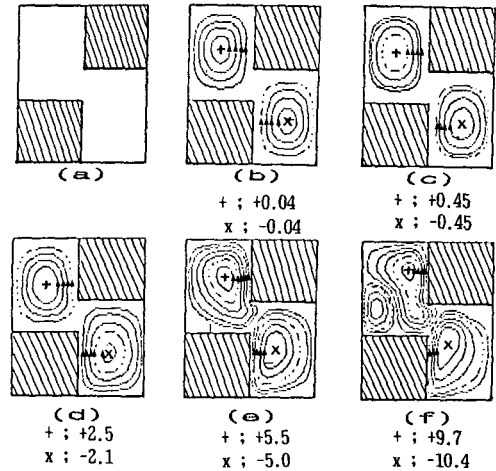 (a)
(b)
(c)
+ ; +0.04
x ; -0.04
+ ; +0.45
x ; -0.45
(d)
(e)
(f)
+ ; +2.5
x ; -2.1
+ ; +5.5
x ; -5.0
+ ; +9.7
x ; -10.4